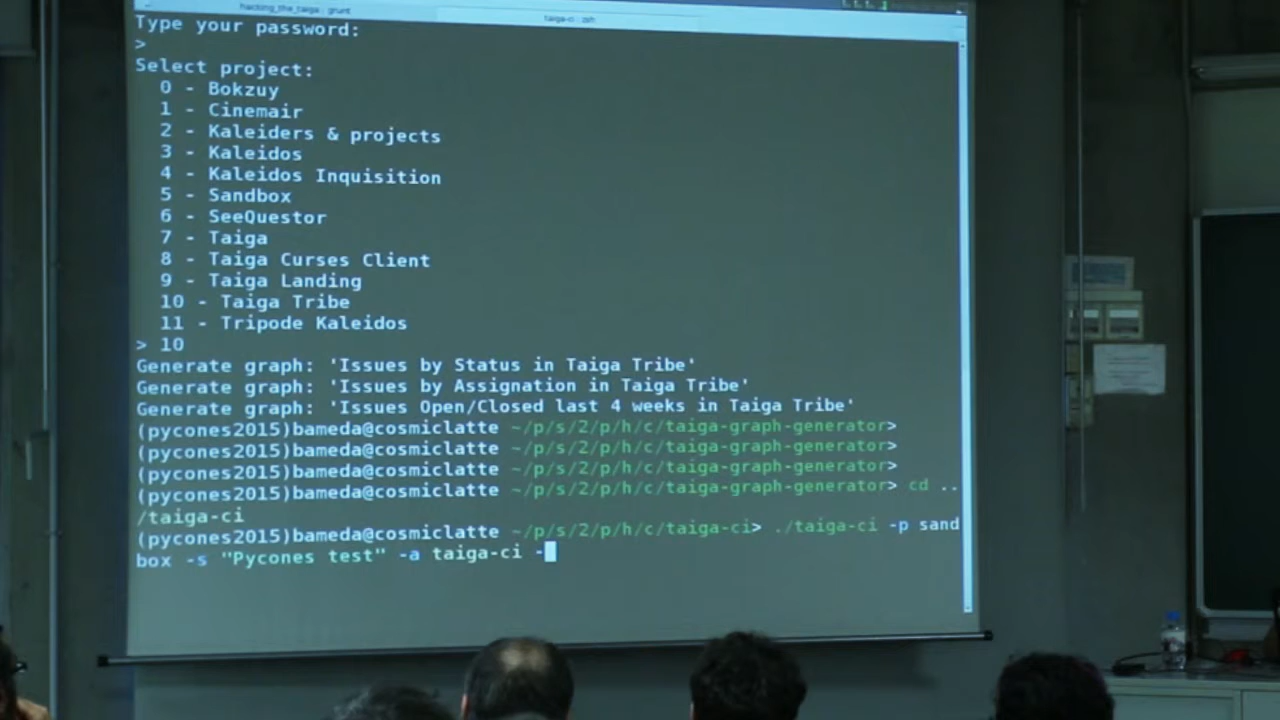 hacking_the_taiga : grunt
taiga-ci : zsh
Type your password:
>
Select project:
0 - Bokzuy
1 - Cinemair
2 - Kaleiders & projects
3 - Kaleidos
4 - Kaleidos Inquisition
5 - Sandbox
6 - SeeQuestor
7 - Taiga
8 - Taiga Curses Client
9 - Taiga Landing
10 - Taiga Tribe
11 - Tripode Kaleidos
> 10
Generate graph: 'Issues by Status in Taiga Tribe'
Generate graph: 'Issues by Assignation in Taiga Tribe'
Generate graph: 'Issues Open/Closed last 4 weeks in Taiga Tribe'
(pycones2015)bameda@cosmiclatte ~/p/s/2/p/h/c/taiga-graph-generator>
(pycones2015)bameda@cosmiclatte ~/p/s/2/p/h/c/taiga-graph-generator>
(pycones2015)bameda@cosmiclatte ~/p/s/2/p/h/c/taiga-graph-generator>
(pycones2015)bameda@cosmiclatte ~/p/s/2/p/h/c/taiga-graph-generator> cd ..
/taiga-ci
(pycones2015)bameda@cosmiclatte ~/p/s/2/p/h/c/taiga-ci> ./taiga-ci -p sand
box -s "Pycones test" -a taiga-ci -